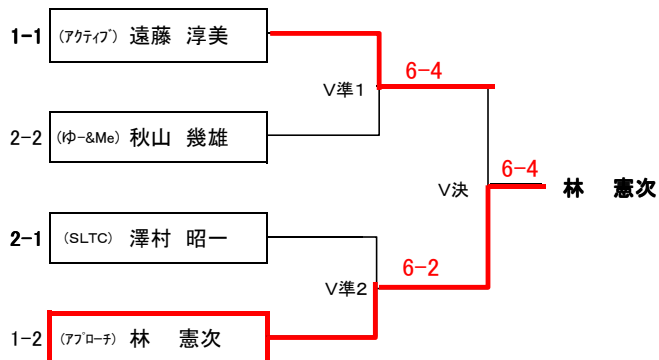 1-1 (アクティブ) 遠藤 淳美
6-4
V準1
2-2 (ゆー&Me) 秋山 幾雄
6-4
V決 林 憲次
2-1 (SLTC) 澤村 昭一
6-2
V準2
1-2 (アプローチ) 林 憲次